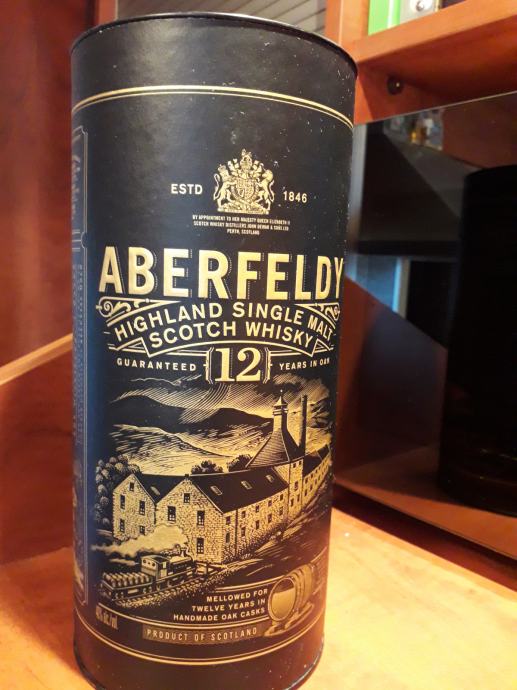 ESTD 1846
BY APPOINTMENT TO HER MAJESTY QUEEN ELIZABETH II
SCOTCH WHISKY DISTILLERS JOHN DEWAR & SONS LTD
PERTH, SCOTLAND
ABERFELDY
HIGHLAND SINGLE MALT
SCOTCH WHISKY
GUARANTEED 12 YEARS IN OAK
MELLOWED FOR
TWELVE YEARS IN
HANDMADE OAK CASKS
PRODUCT OF SCOTLAND